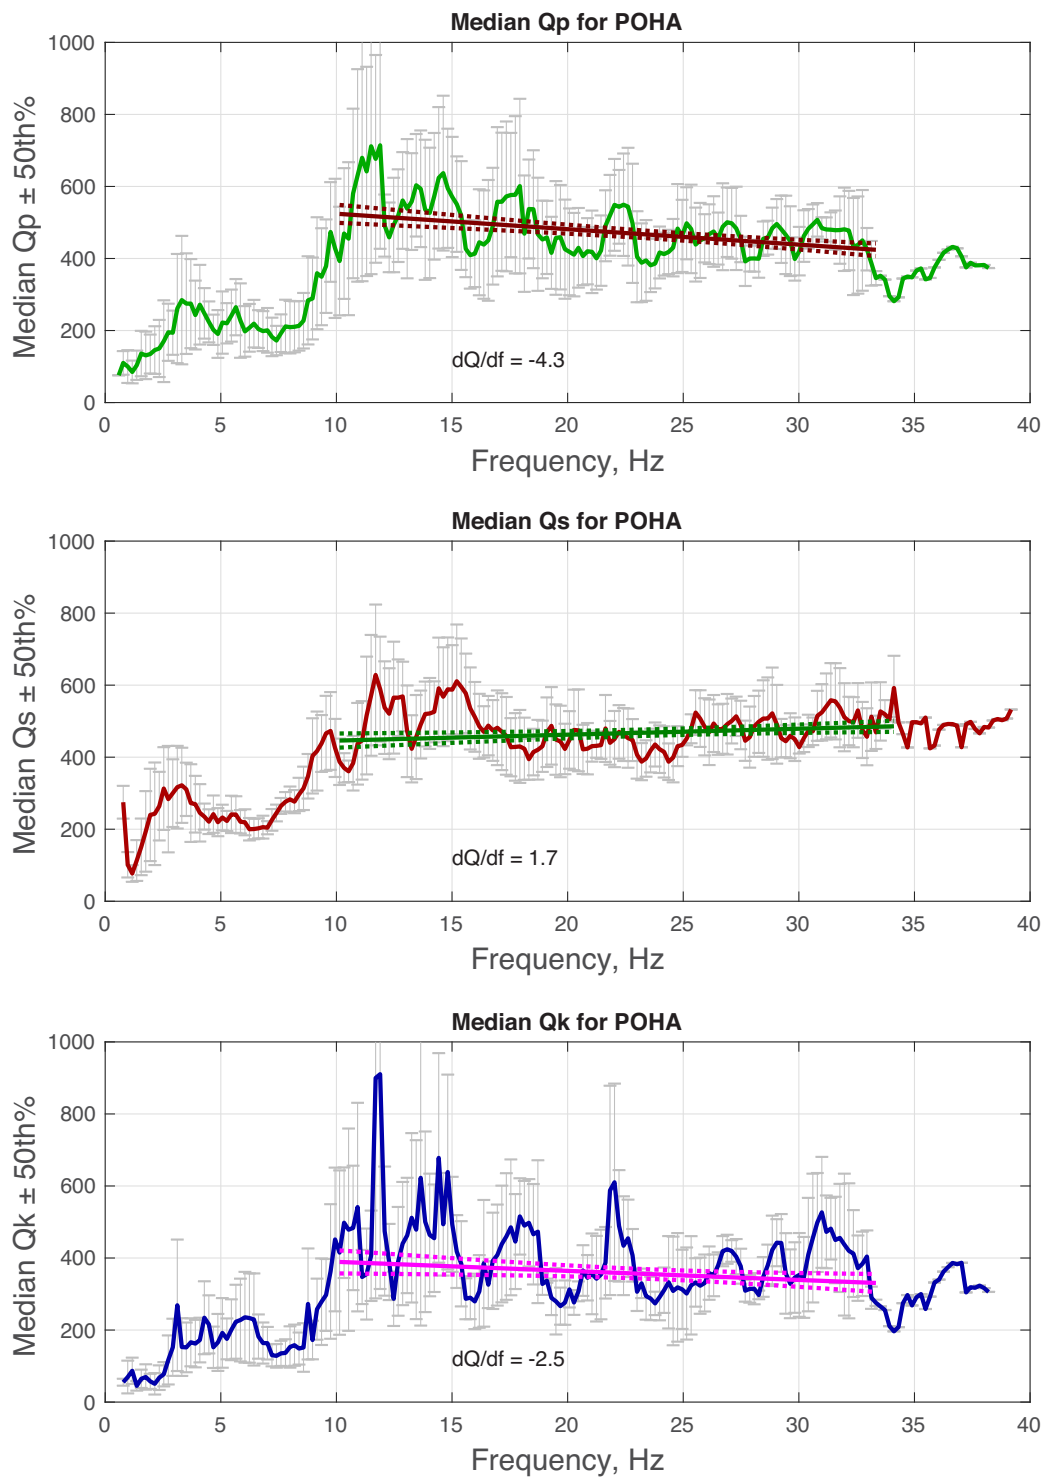 Median Qp for POHA
Median Qp ± 50th%
1000
800
600
400
200
0
dQ/df = -4.3
0 5 10 15 20 25 30 35 40
Frequency, Hz
Median Qs for POHA
Median Qs ± 50th%
1000
800
600
400
200
0
dQ/df = 1.7
0 5 10 15 20 25 30 35 40
Frequency, Hz
Median Qk for POHA
Median Qk ± 50th%
1000
800
600
400
200
0
dQ/df = -2.5
0 5 10 15 20 25 30 35 40
Frequency, Hz